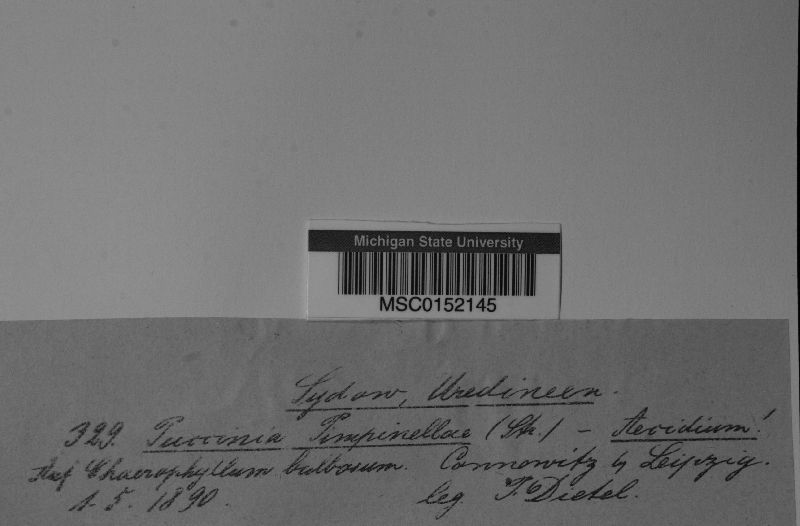 Michigan State University
MSC0152145
Sydow, Uredineen.
329. Puccinia Pimpinellae (Str.) - Aecidium!
Auf Chaerophyllum bulbosum. Connewitz b Leipzig.
1. 5. 1890. leg P. Dietel.